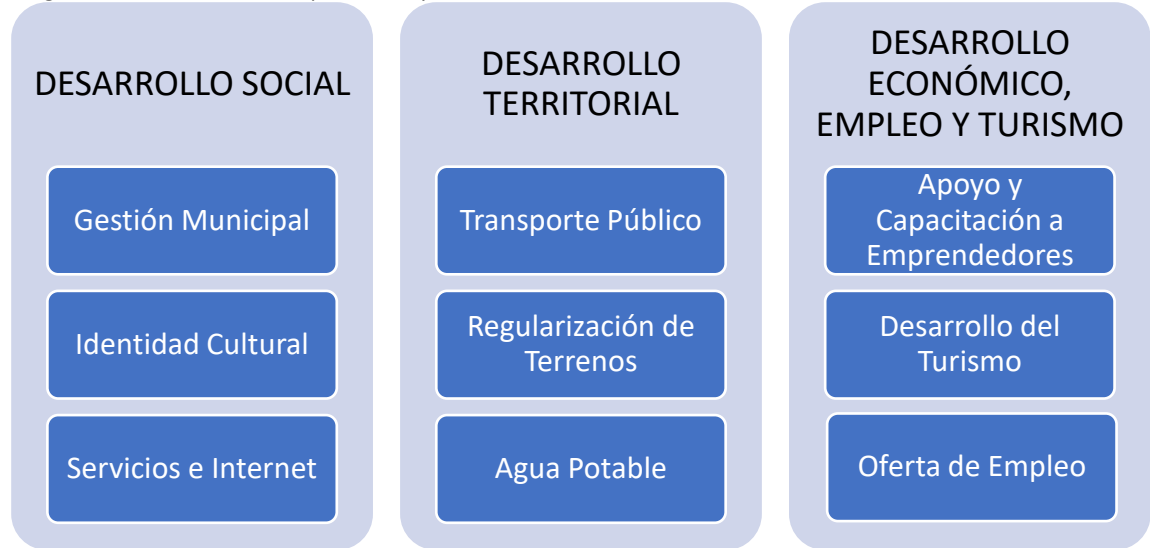 DESARROLLO SOCIAL
Gestión Municipal
Identidad Cultural
Servicios e Internet
DESARROLLO
TERRITORIAL
Transporte Público
Regularización de
Terrenos
Agua Potable
DESARROLLO
ECONÓMICO,
EMPLEO Y TURISMO
Apoyo y
Capacitación a
Emprendedores
Desarrollo del
Turismo
Oferta de Empleo